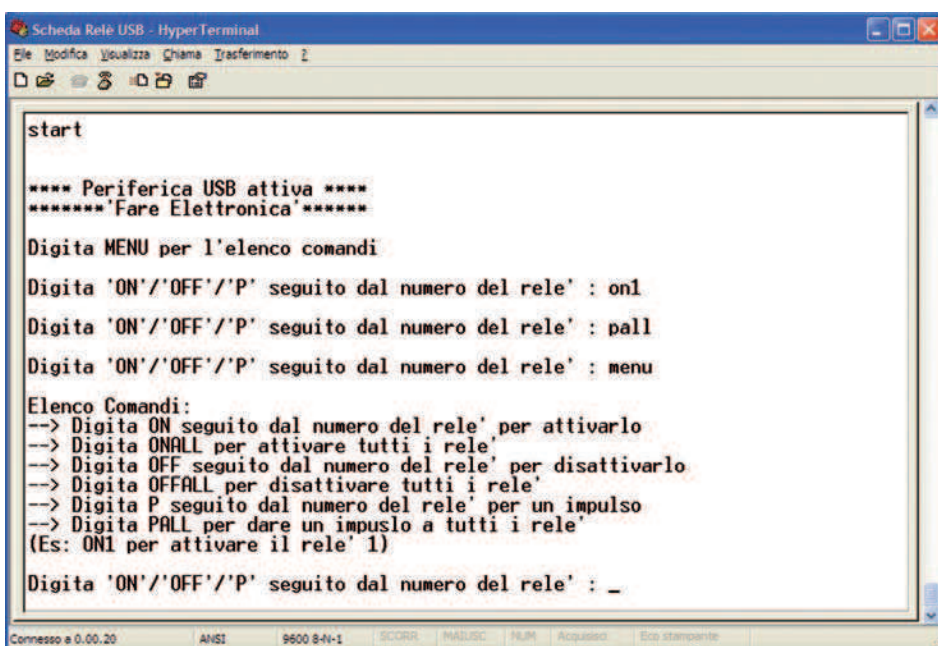 Scheda Relè USB - HyperTerminal
File Modifica Visualizza Chiama Trasferimento ?
start
**** Periferica USB attiva ****
*******'Fare Elettronica'******
Digita MENU per l'elenco comandi
Digita 'ON'/'OFF'/'P' seguito dal numero del rele' : on1
Digita 'ON'/'OFF'/'P' seguito dal numero del rele' : pall
Digita 'ON'/'OFF'/'P' seguito dal numero del rele' : menu
Elenco Comandi:
--> Digita ON seguito dal numero del rele' per attivarlo
--> Digita ONALL per attivare tutti i rele'
--> Digita OFF seguito dal numero del rele' per disattivarlo
--> Digita OFFALL per disattivare tutti i rele'
--> Digita P seguito dal numero del rele' per un impulso
--> Digita PALL per dare un impuslo a tutti i rele'
(Es: ON1 per attivare il rele' 1)
Digita 'ON'/'OFF'/'P' seguito dal numero del rele' : _
Connesso a 0.00.20 ANSI 9600 8-N-1 SCORR MAIUSC NUM Acquisisci Eco stampante